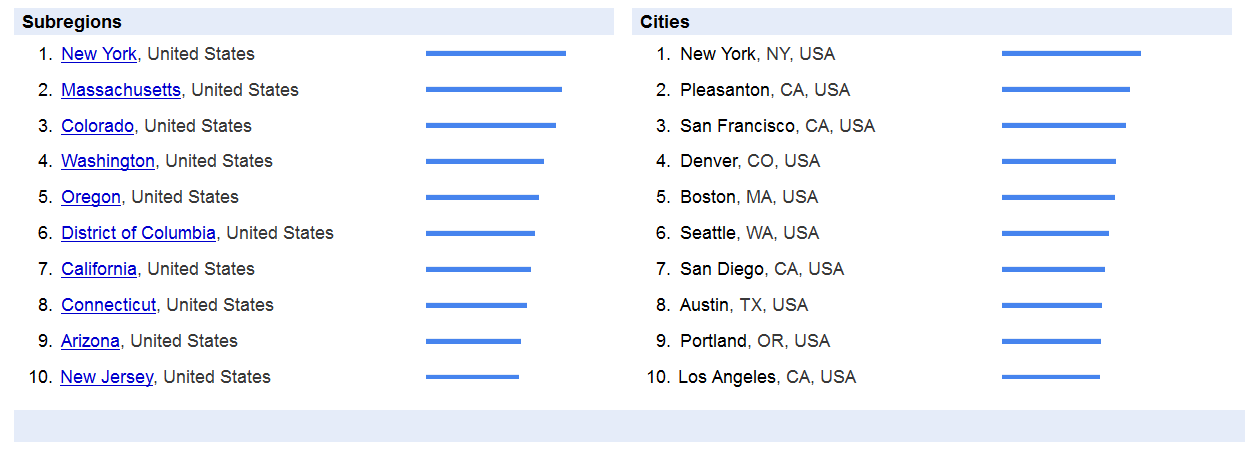 Subregions
1. New York, United States
2. Massachusetts, United States
3. Colorado, United States
4. Washington, United States
5. Oregon, United States
6. District of Columbia, United States
7. California, United States
8. Connecticut, United States
9. Arizona, United States
10. New Jersey, United States
Cities
1. New York, NY, USA
2. Pleasanton, CA, USA
3. San Francisco, CA, USA
4. Denver, CO, USA
5. Boston, MA, USA
6. Seattle, WA, USA
7. San Diego, CA, USA
8. Austin, TX, USA
9. Portland, OR, USA
10. Los Angeles, CA, USA